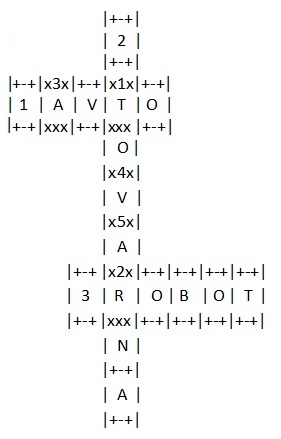 |+-+|
| 2 |
|+-+|
|+-+|x3x|+-+|x1x|+-+|
| 1 | A | V | T | O |
|+-+|xxx|+-+|xxx |+-+|
| O |
|x4x|
| V |
|x5x|
| A |
|+-+ |x2x|+-+|+-+|+-+|+-+|
| 3 | R | O | B | O | T |
|+-+ |xxx|+-+|+-+|+-+|+-+|
| N |
|+-+|
| A |
|+-+|